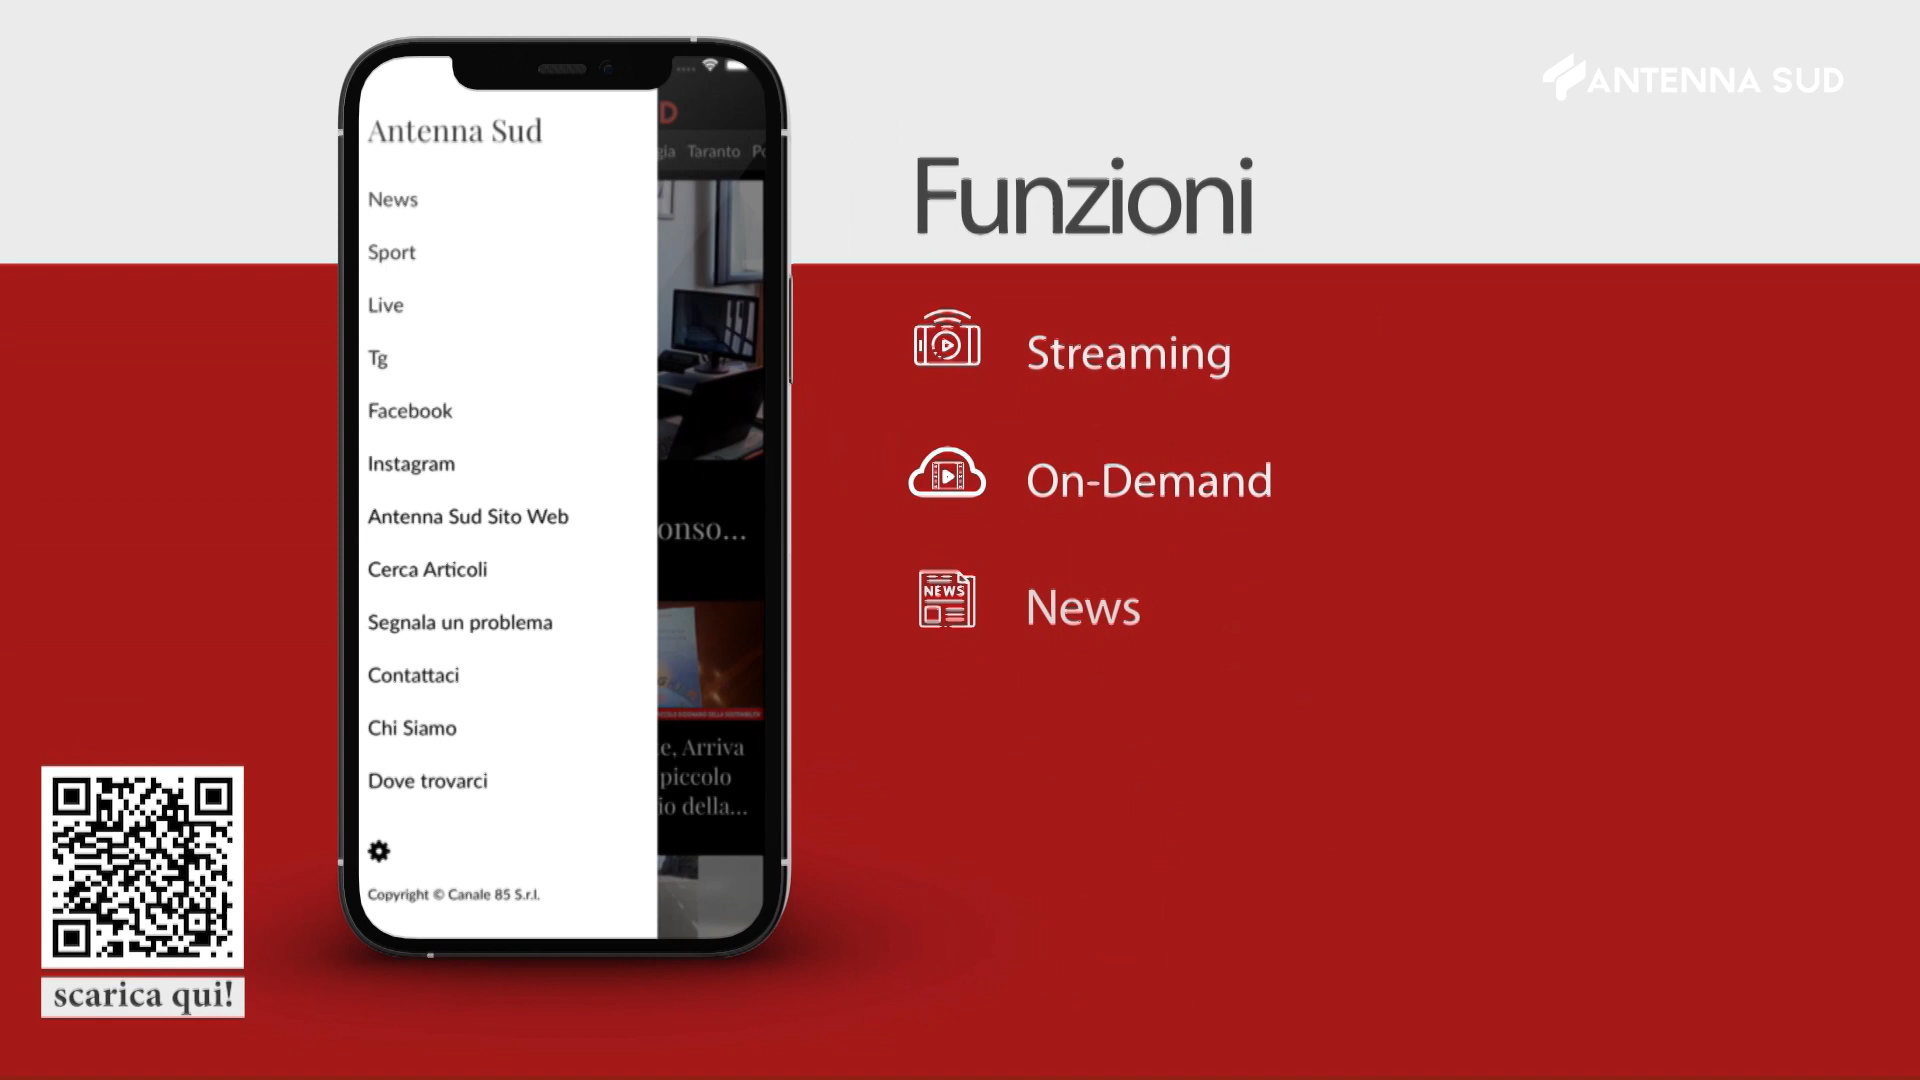 ANTENNA SUD
Antenna Sud
News
Sport
Live
Tg
Facebook
Instagram
Antenna Sud Sito Web
Cerca Articoli
Segnala un problema
Contattaci
Chi Siamo
Dove trovarci
Copyright © Canale 85 S.r.l.
D
gia Taranto Po
onso...
e, Arriva
piccolo
io della...
Funzioni
Streaming
On-Demand
NEWS
News
scarica qui!